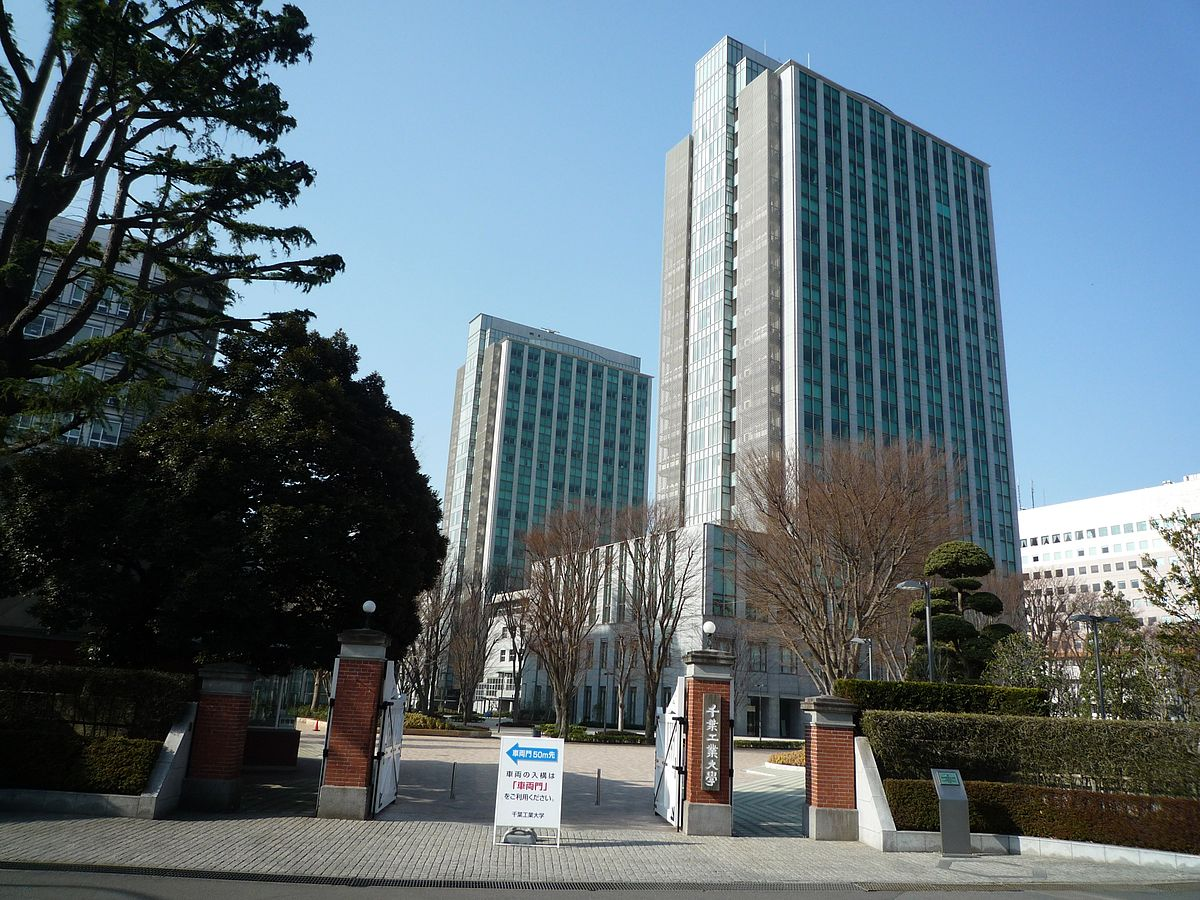 車両門 50m先
車両の入構は
「車両門」
をご利用ください。
千葉工業大学
千葉工業大學